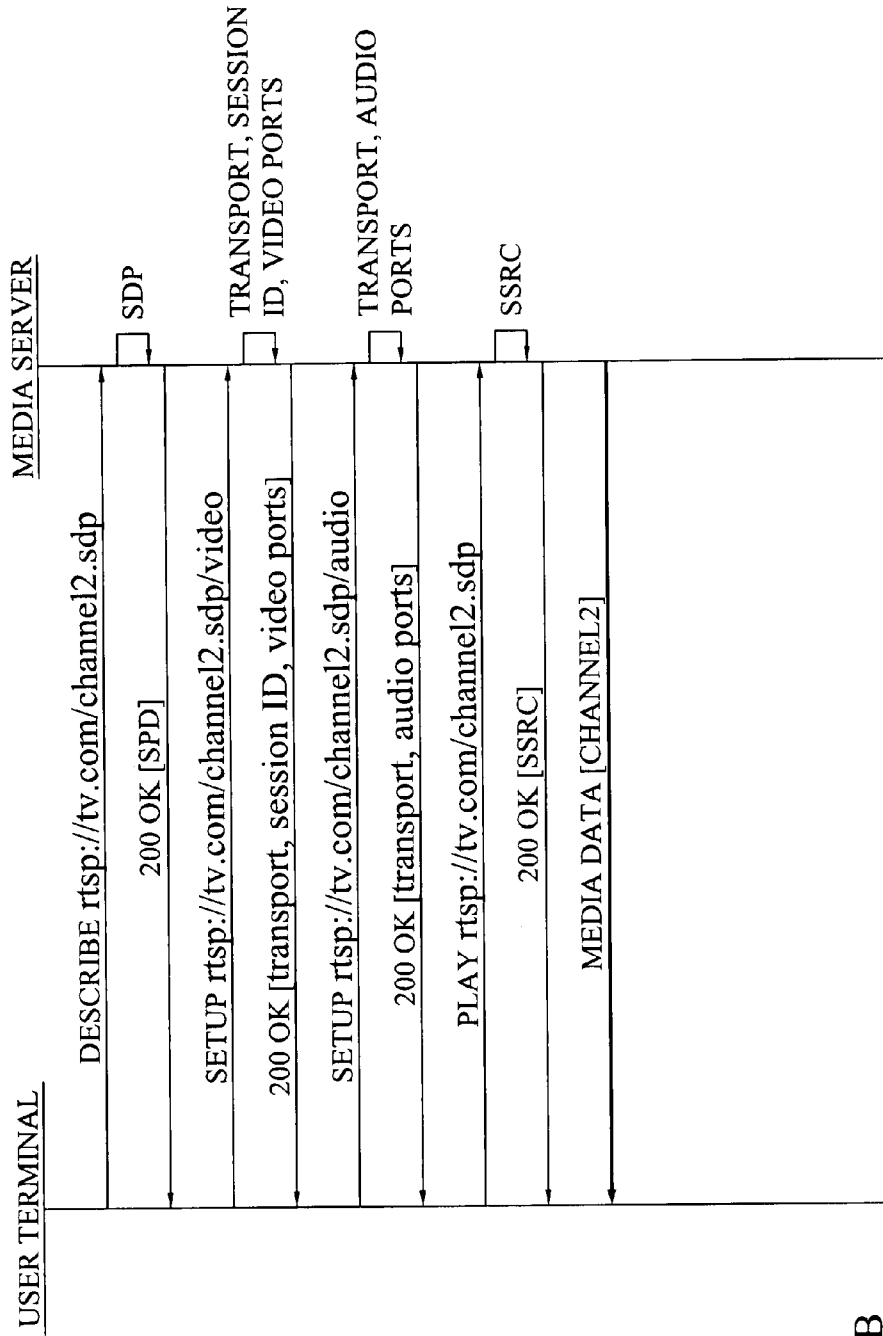 USER TERMINAL
MEDIA SERVER
DESCRIBE rtsp://tv.com/channel2.sdp
SDP
200 OK [SPD]
SETUP rtsp://tv.com/channel2.sdp/video
TRANSPORT, SESSION
ID, VIDEO PORTS
200 OK [transport, session ID, video ports]
SETUP rtsp://tv.com/channel2.sdp/audio
TRANSPORT, AUDIO
PORTS
200 OK [transport, audio ports]
PLAY rtsp://tv.com/channel2.sdp
SSRC
200 OK [SSRC]
MEDIA DATA [CHANNEL2]
B